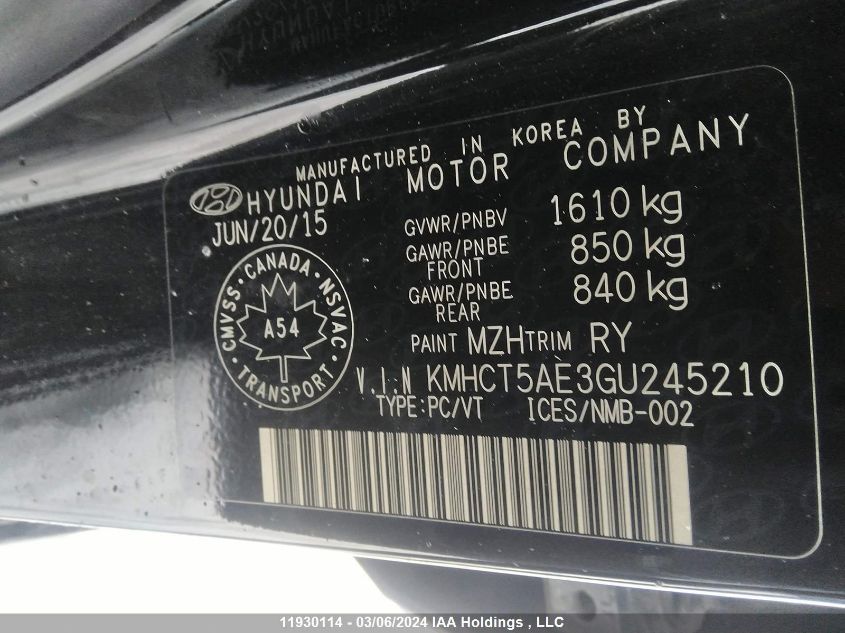 MANUFACTURED IN KOREA BY
HYUNDAI MOTOR COMPANY
JUN/20/15
GVWR/PNBV 1610 kg
GAWR/PNBE FRONT 850 kg
GAWR/PNBE REAR 840 kg
CMVSS · CANADA · NSVAC
A54
· TRANSPORT ·
PAINT MZH TRIM RY
V.I.N KMHCT5AE3GU245210
TYPE:PC/VT ICES/NMB-002
11930114 - 03/06/2024 IAA Holdings , LLC